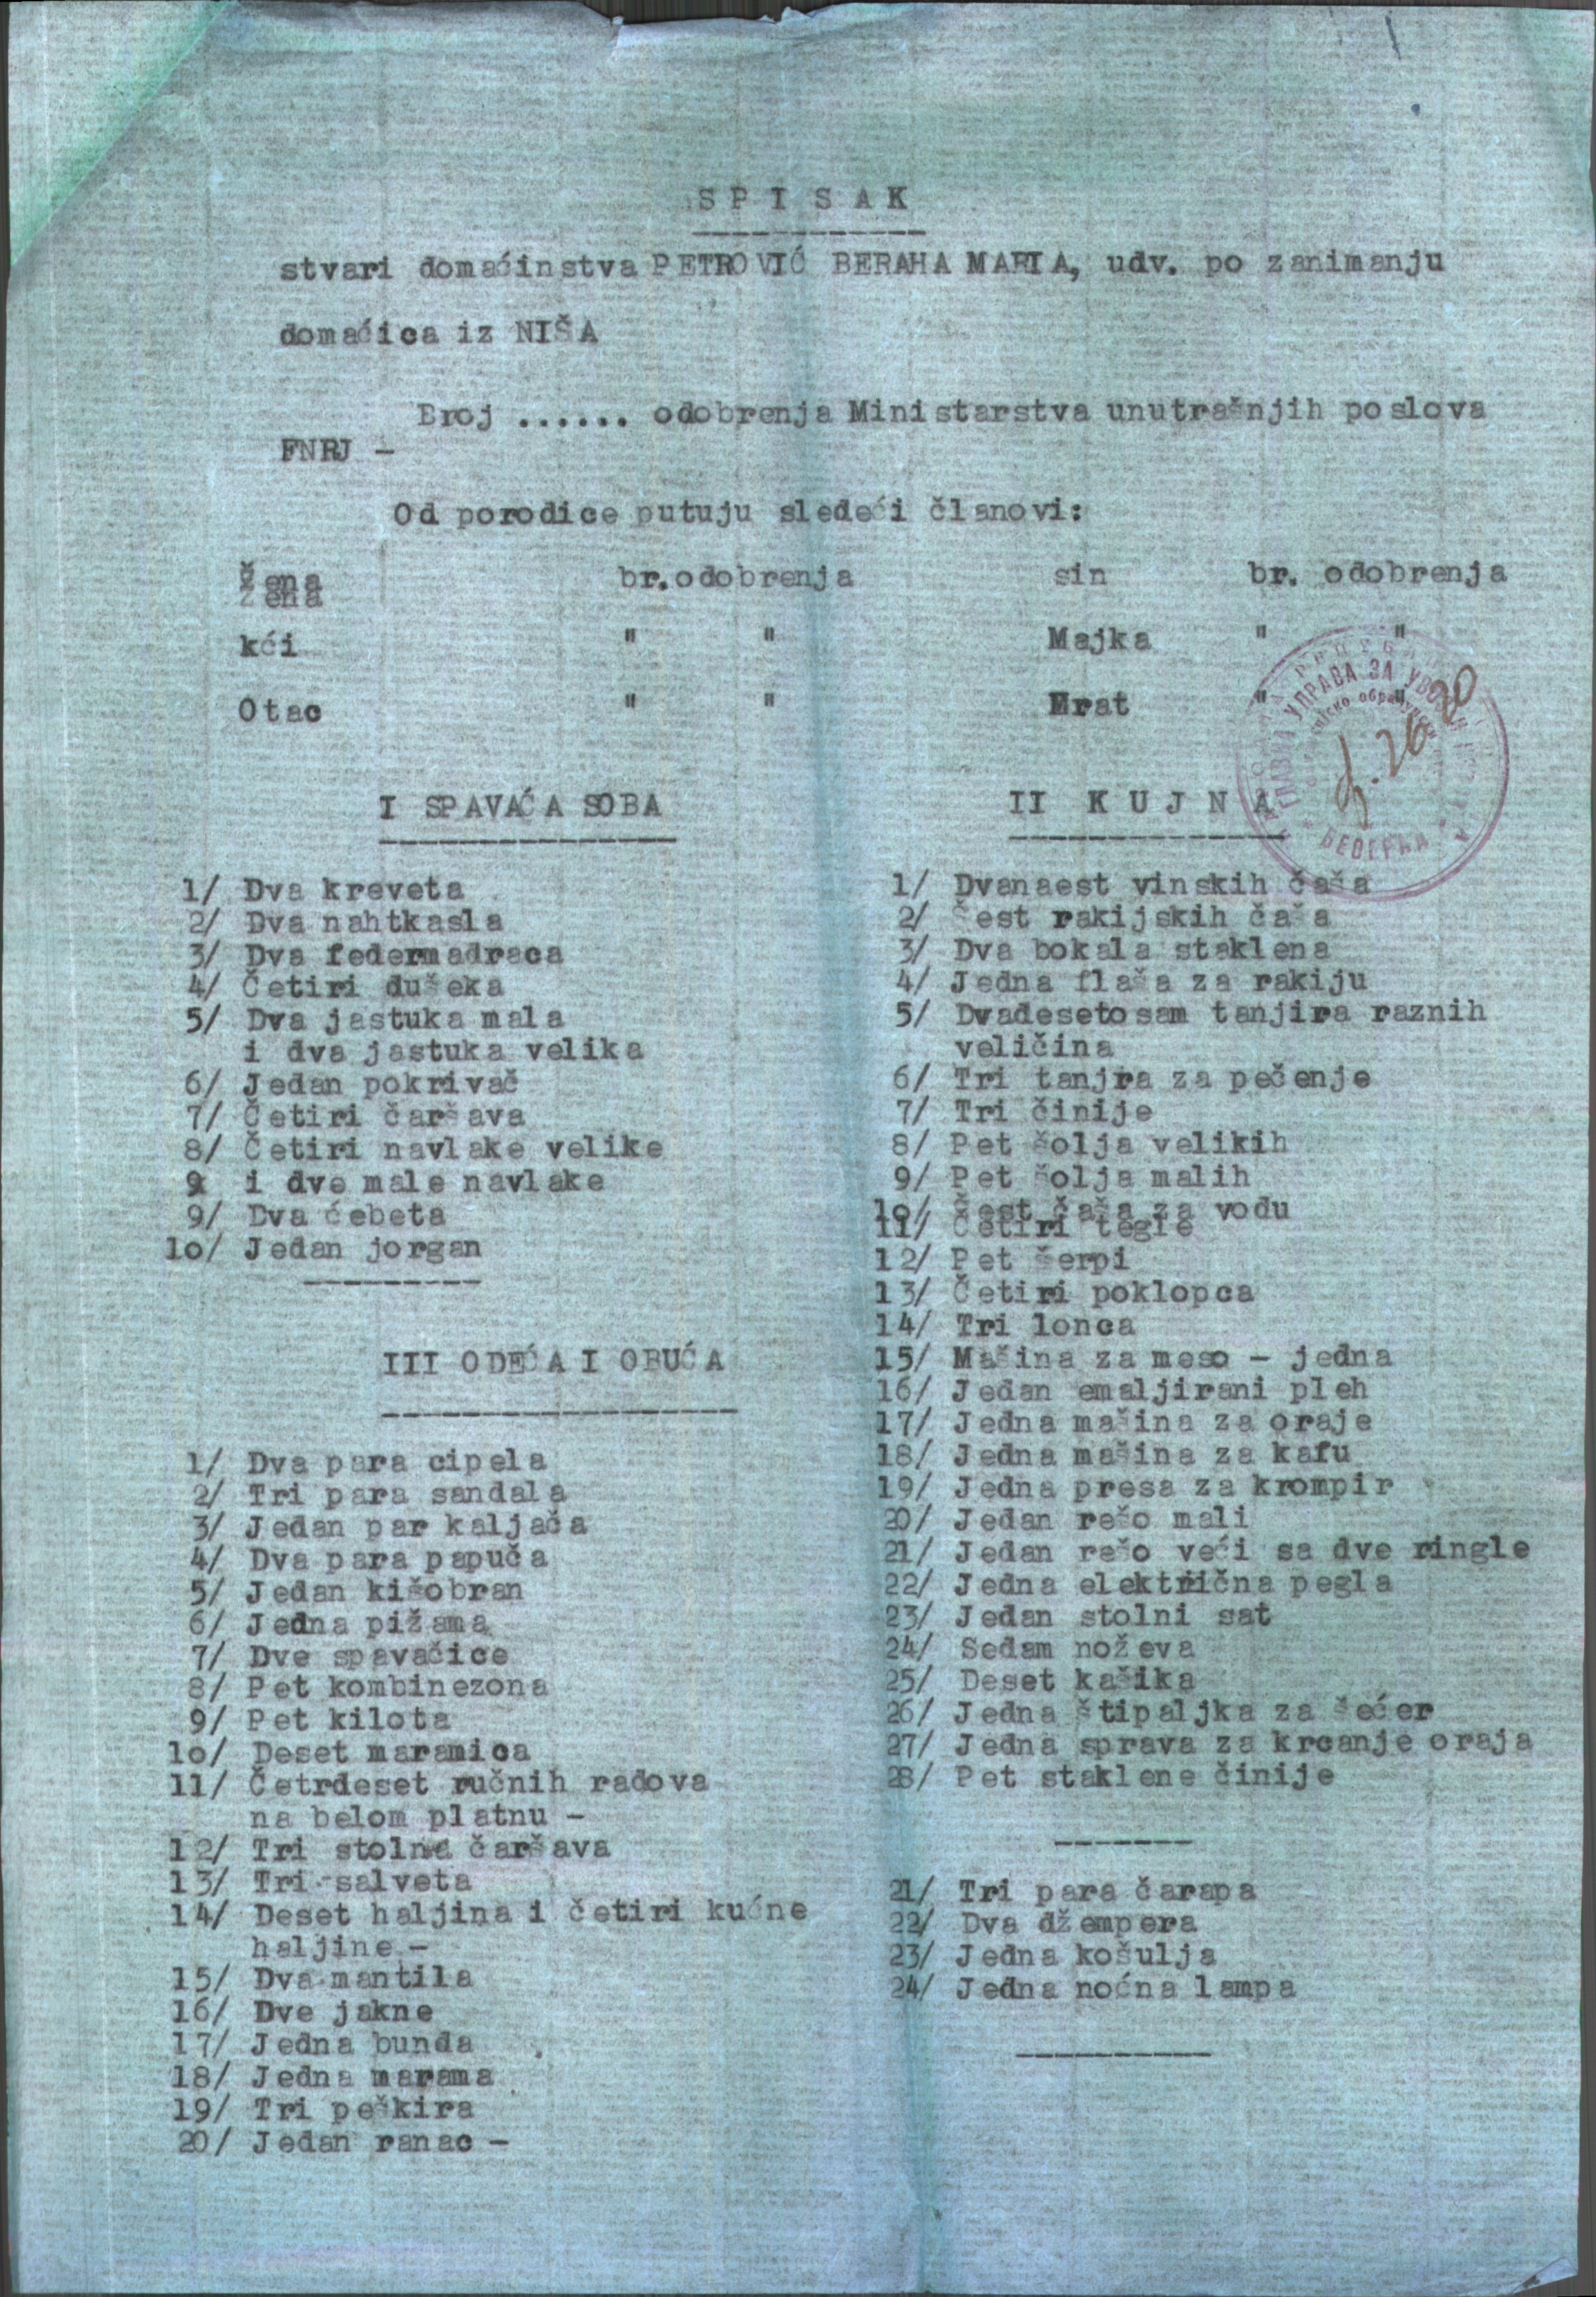 S P I S A K
stvari domaćinstva PETROVIĆ BERAHA MARIA, udv. po zanimanju
domaćica iz NIŠA
Broj ...... odobrenja Ministarstva unutrašnjih poslova
FNRJ -
Od porodice putuju sledeći članovi:
Žena br.odobrenja sin br. odobrenja
kći " " Majka " "
Otac " " Brat " "
ГЛАВНА УПРАВА ЗА УВОЗ И
БЕОГРАД
I SPAVAĆA SOBA
1/ Dva kreveta
2/ Dva nahtkasla
3/ Dva federmadraca
4/ Četiri dušeka
5/ Dva jastuka mala
i dva jastuka velika
6/ Jedan pokrivač
7/ Četiri čaršava
8/ Četiri navlake velike
i dve male navlake
9/ Dva ćebeta
lo/ Jedan jorgan
II K U J N A
1/ Dvanaest vinskih čaša
2/ Šest rakijskih čaša
3/ Dva bokala staklena
4/ Jedna flaša za rakiju
5/ Dvadesetosam tanjira raznih
veličina
6/ Tri tanjra za pečenje
7/ Tri činije
8/ Pet šolja velikih
9/ Pet šolja malih
lo/ Šest čaša za vodu
11/ Četiri tegle
12/ Pet šerpi
13/ Četiri poklopca
14/ Tri lonca
15/ Mašina za meso - jedna
16/ Jedan emaljirani pleh
17/ Jedna mašina za oraje
18/ Jedna mašina za kafu
19/ Jedna presa za krompir
20/ Jedan rešo mali
21/ Jedan rešo veći sa dve ringle
22/ Jedna električna pegla
23/ Jedan stolni sat
24/ Sedam noževa
25/ Deset kašika
26/ Jedna štipaljka za šećer
27/ Jedna sprava za krcanje oraja
28/ Pet staklene činije
III ODEĆA I OBUĆA
1/ Dva para cipela
2/ Tri para sandala
3/ Jedan par kaljača
4/ Dva para papuča
5/ Jedan kišobran
6/ Jedna pižama
7/ Dve spavačice
8/ Pet kombinezona
9/ Pet kilota
lo/ Deset maramica
11/ Četrdeset ručnih radova
na belom platnu -
12/ Tri stolna čaršava
13/ Tri salveta
14/ Deset haljina i četiri kućne
haljine -
15/ Dva mantila
16/ Dve jakne
17/ Jedna bunda
18/ Jedna marama
19/ Tri peškira
20/ Jedan ranac -
21/ Tri para čarapa
22/ Dva džempera
23/ Jedna košulja
24/ Jedna noćna lampa